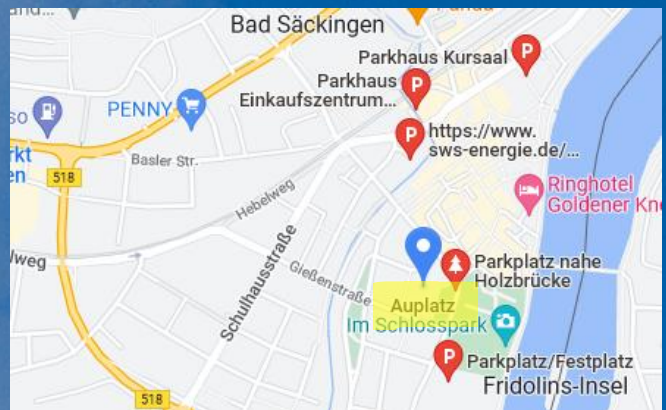 Bad Säckingen
Parkhaus Kursaal
Parkhaus
Einkaufszentrum...
PENNY
https://www.
sws-energie.de/...
Basler Str.
518
Ringhotel
Goldener Kn
Hebelweg
Schulhausstraße
Gießenstraße
Parkplatz nahe
Holzbrücke
Auplatz
Im Schlosspark
Parkplatz/Festplatz
Fridolins-Insel
518